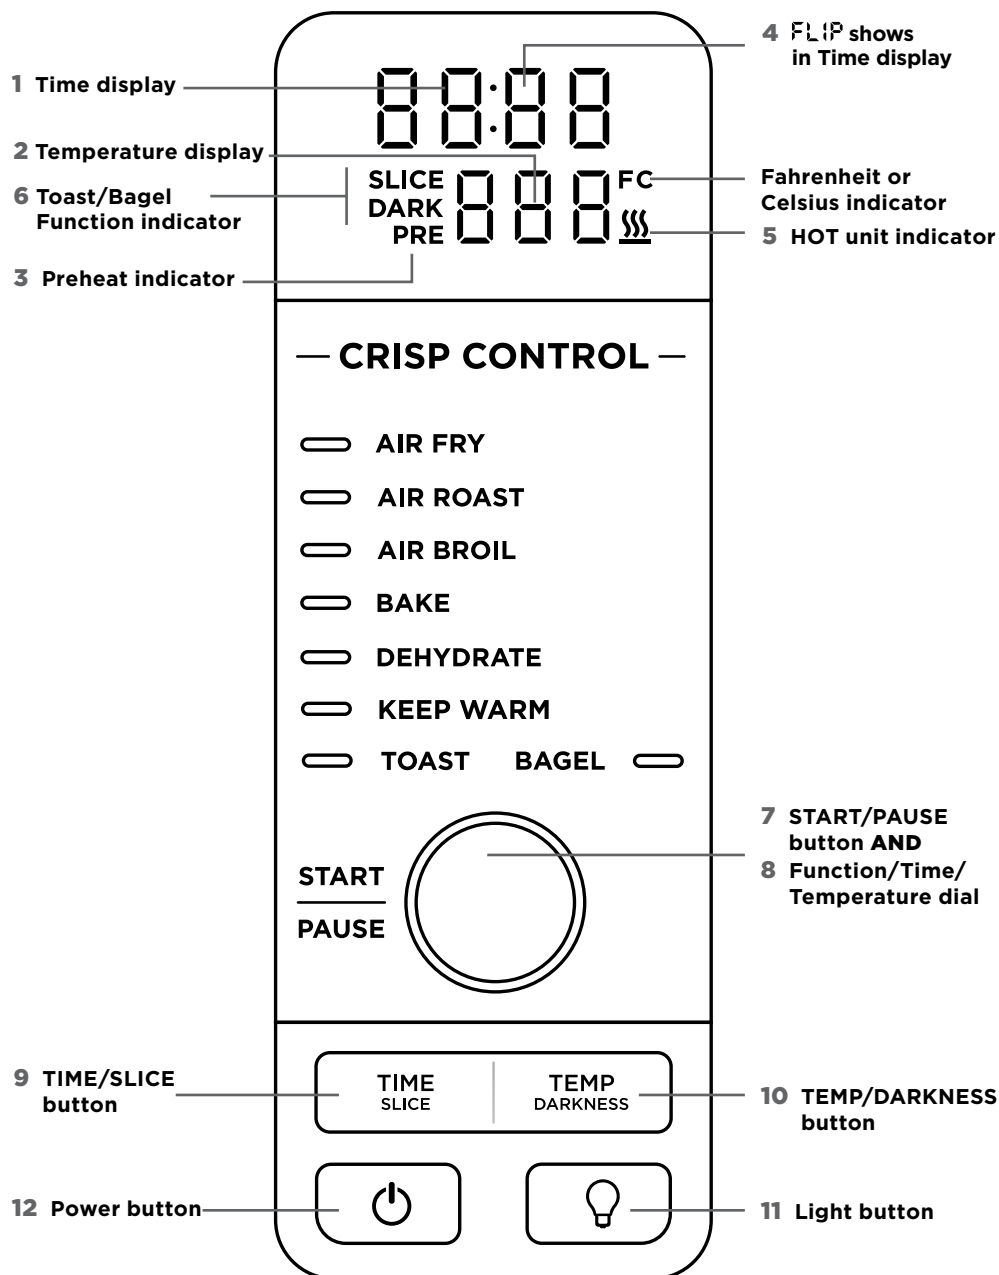 4 FLIP shows
in Time display
1 Time display
88:88
2 Temperature display
6 Toast/Bagel
Function indicator
SLICE
DARK
PRE
888
F C
Fahrenheit or
Celsius indicator
5 HOT unit indicator
3 Preheat indicator
CRISP CONTROL
AIR FRY
AIR ROAST
AIR BROIL
BAKE
DEHYDRATE
KEEP WARM
TOAST BAGEL
START
PAUSE
7 START/PAUSE
button AND
8 Function/Time/
Temperature dial
9 TIME/SLICE
button
TIME
SLICE
TEMP
DARKNESS
10 TEMP/DARKNESS
button
12 Power button
11 Light button